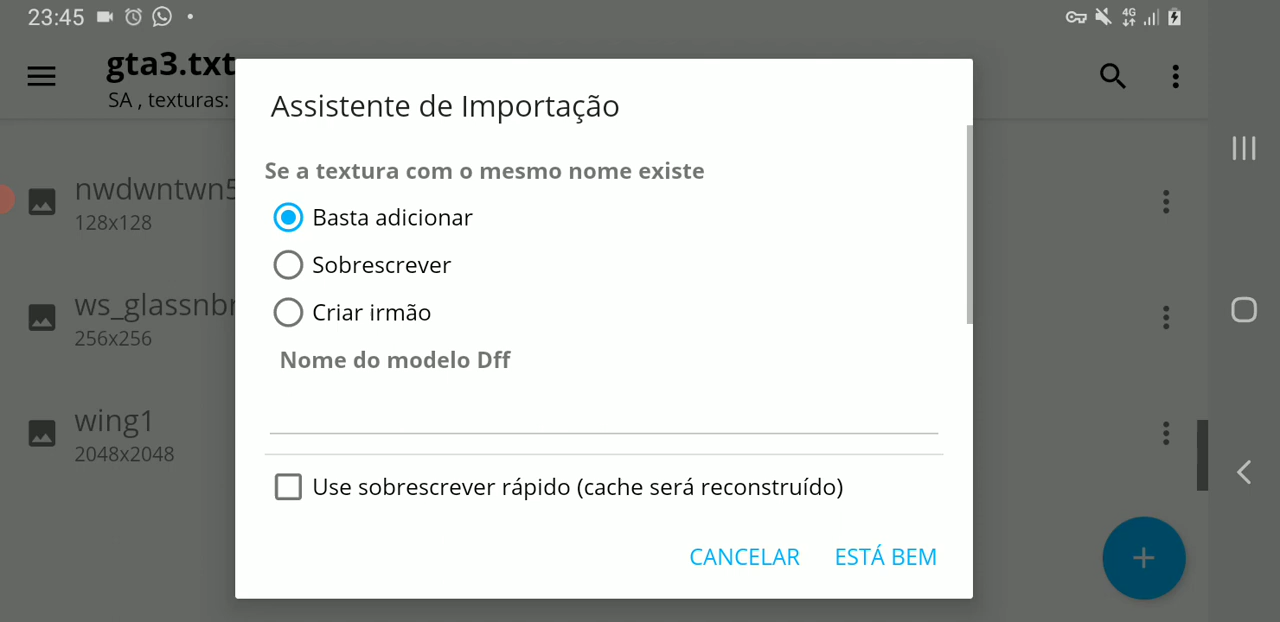 23:45
4G
gta3.txt
SA , texturas:
Assistente de Importação
Se a textura com o mesmo nome existe
Basta adicionar
Sobrescrever
Criar irmão
Nome do modelo Dff
Use sobrescrever rápido (cache será reconstruído)
CANCELAR ESTÁ BEM
nwdwntwn5
128x128
ws_glassnb
256x256
wing1
2048x2048